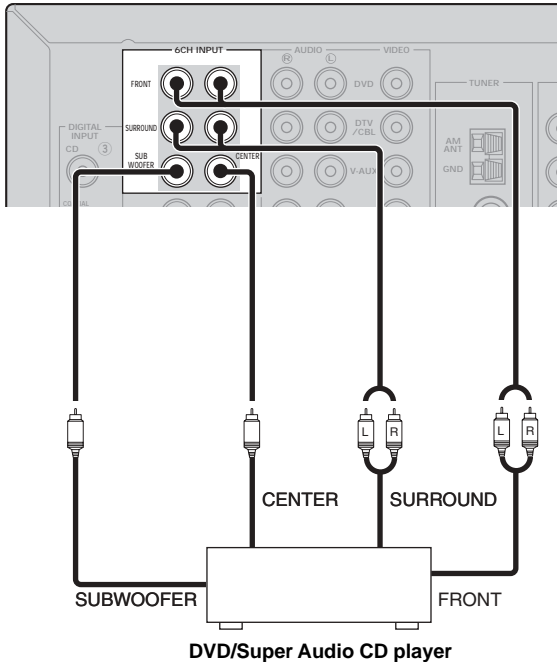 6CH INPUT
AUDIO
VIDEO
R
L
FRONT
DVD
TUNER
DIGITAL
INPUT
CD
3
SURROUND
DTV
/CBL
AM
ANT
SUB
WOOFER
CENTER
V-AUX
GND
L
R
L
R
CENTER
SURROUND
SUBWOOFER
FRONT
DVD/Super Audio CD player